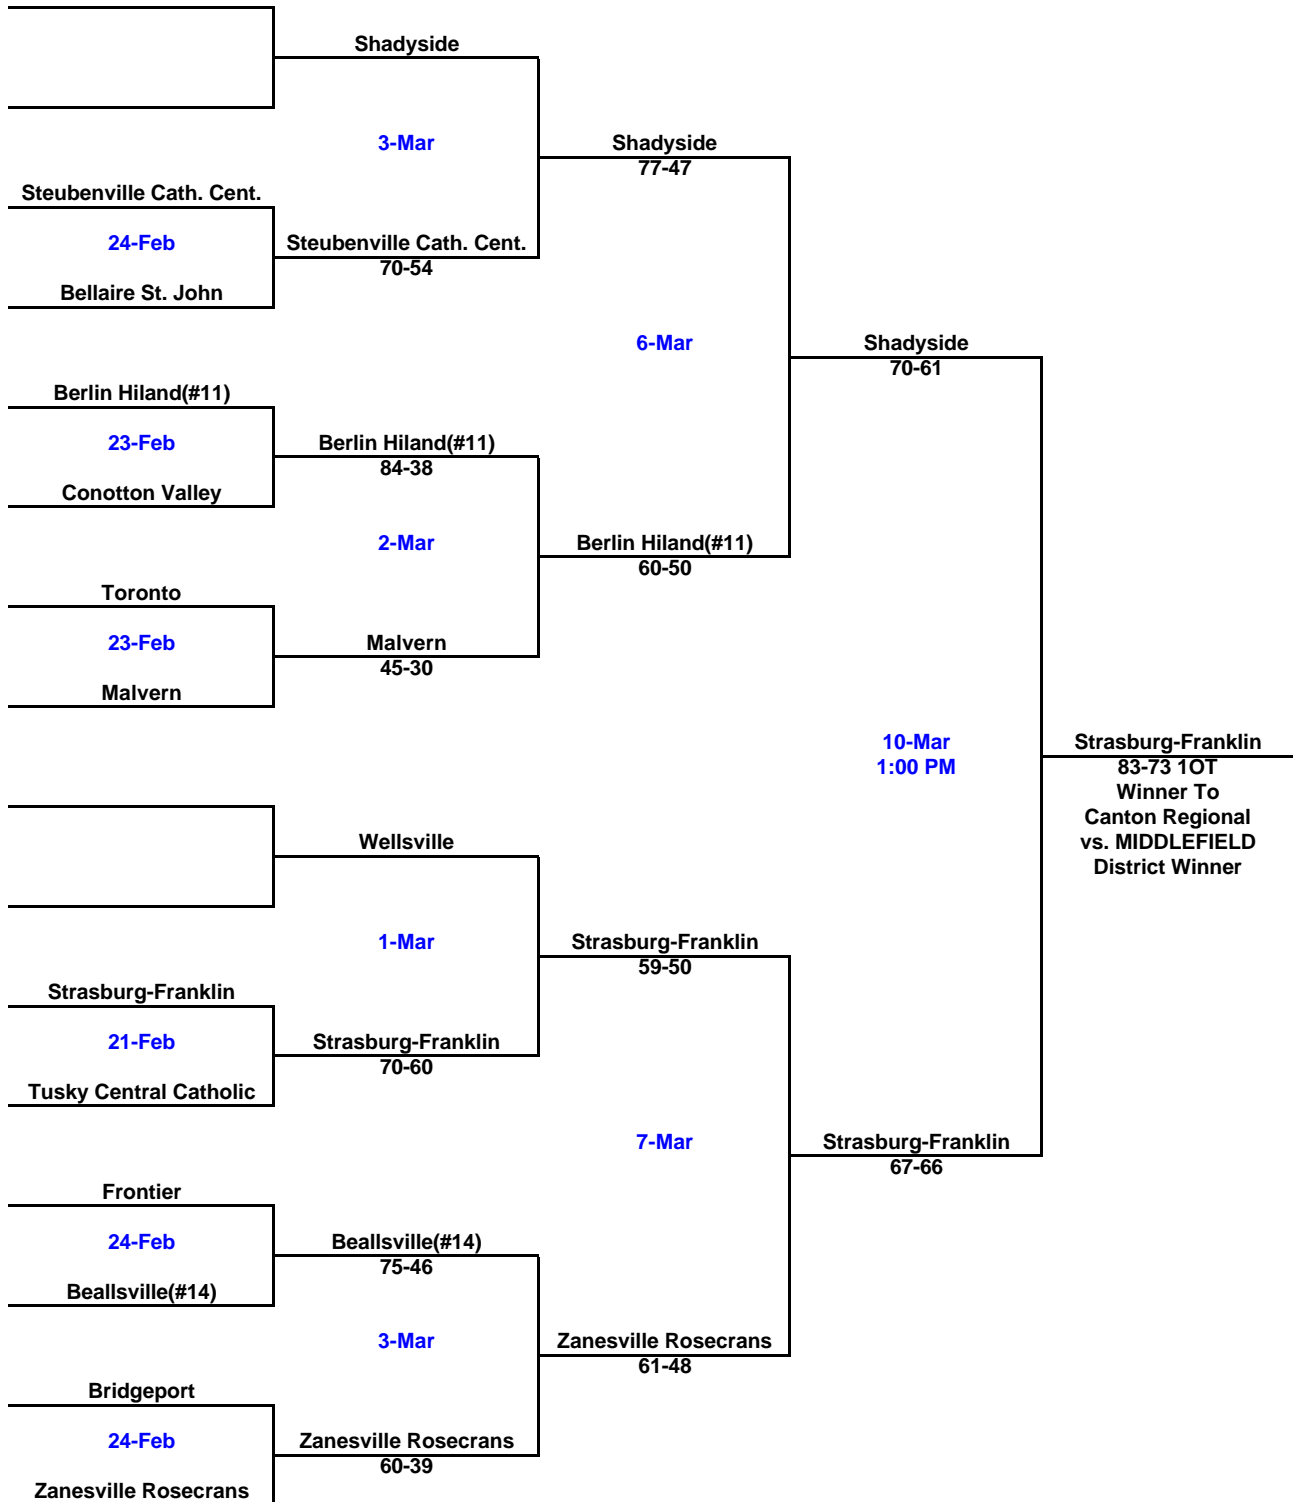 Shadyside
3-Mar
Shadyside
77-47
Steubenville Cath. Cent.
24-Feb
Steubenville Cath. Cent.
70-54
Bellaire St. John
6-Mar
Shadyside
70-61
Berlin Hiland(#11)
23-Feb
Berlin Hiland(#11)
84-38
Conotton Valley
2-Mar
Berlin Hiland(#11)
60-50
Toronto
23-Feb
Malvern
45-30
Malvern
10-Mar
1:00 PM
Strasburg-Franklin
83-73 1OT
Winner To
Canton Regional
vs. MIDDLEFIELD
District Winner
Wellsville
1-Mar
Strasburg-Franklin
59-50
Strasburg-Franklin
21-Feb
Strasburg-Franklin
70-60
Tusky Central Catholic
7-Mar
Strasburg-Franklin
67-66
Frontier
24-Feb
Beallsville(#14)
75-46
Beallsville(#14)
3-Mar
Zanesville Rosecrans
61-48
Bridgeport
24-Feb
Zanesville Rosecrans
60-39
Zanesville Rosecrans